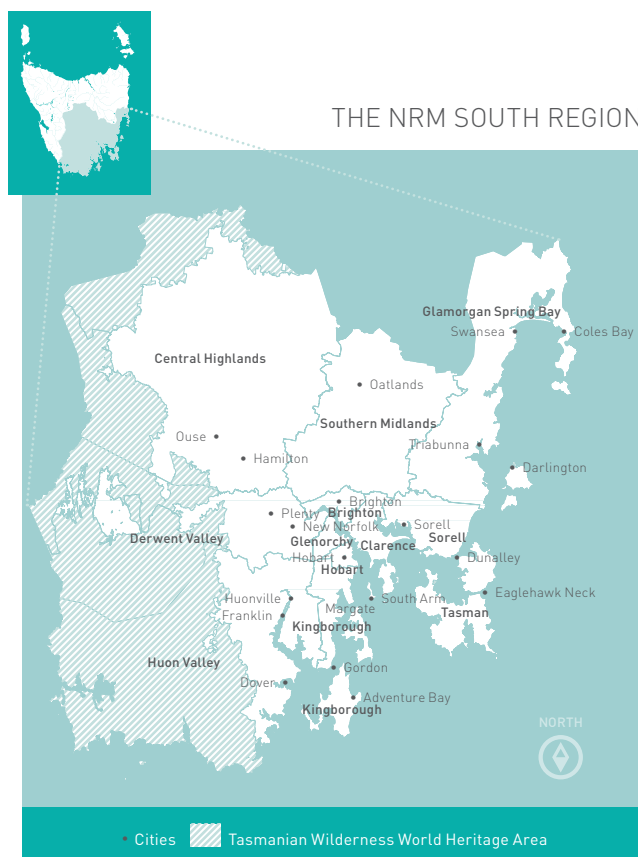 THE NRM SOUTH REGION
Glamorgan Spring Bay
Swansea
Coles Bay
Central Highlands
Oatlands
Southern Midlands
Ouse
Triabunna
Hamilton
Darlington
Brighton
Plenty
Brighton
New Norfolk
Sorell
Derwent Valley
Glenorchy
Clarence
Sorell
Hobart
Dunalley
Hobart
Eaglehawk Neck
Huonville
South Arm
Margate
Tasman
Franklin
Kingborough
Huon Valley
Gordon
Dover
Adventure Bay
Kingborough
NORTH
Cities
Tasmanian Wilderness World Heritage Area